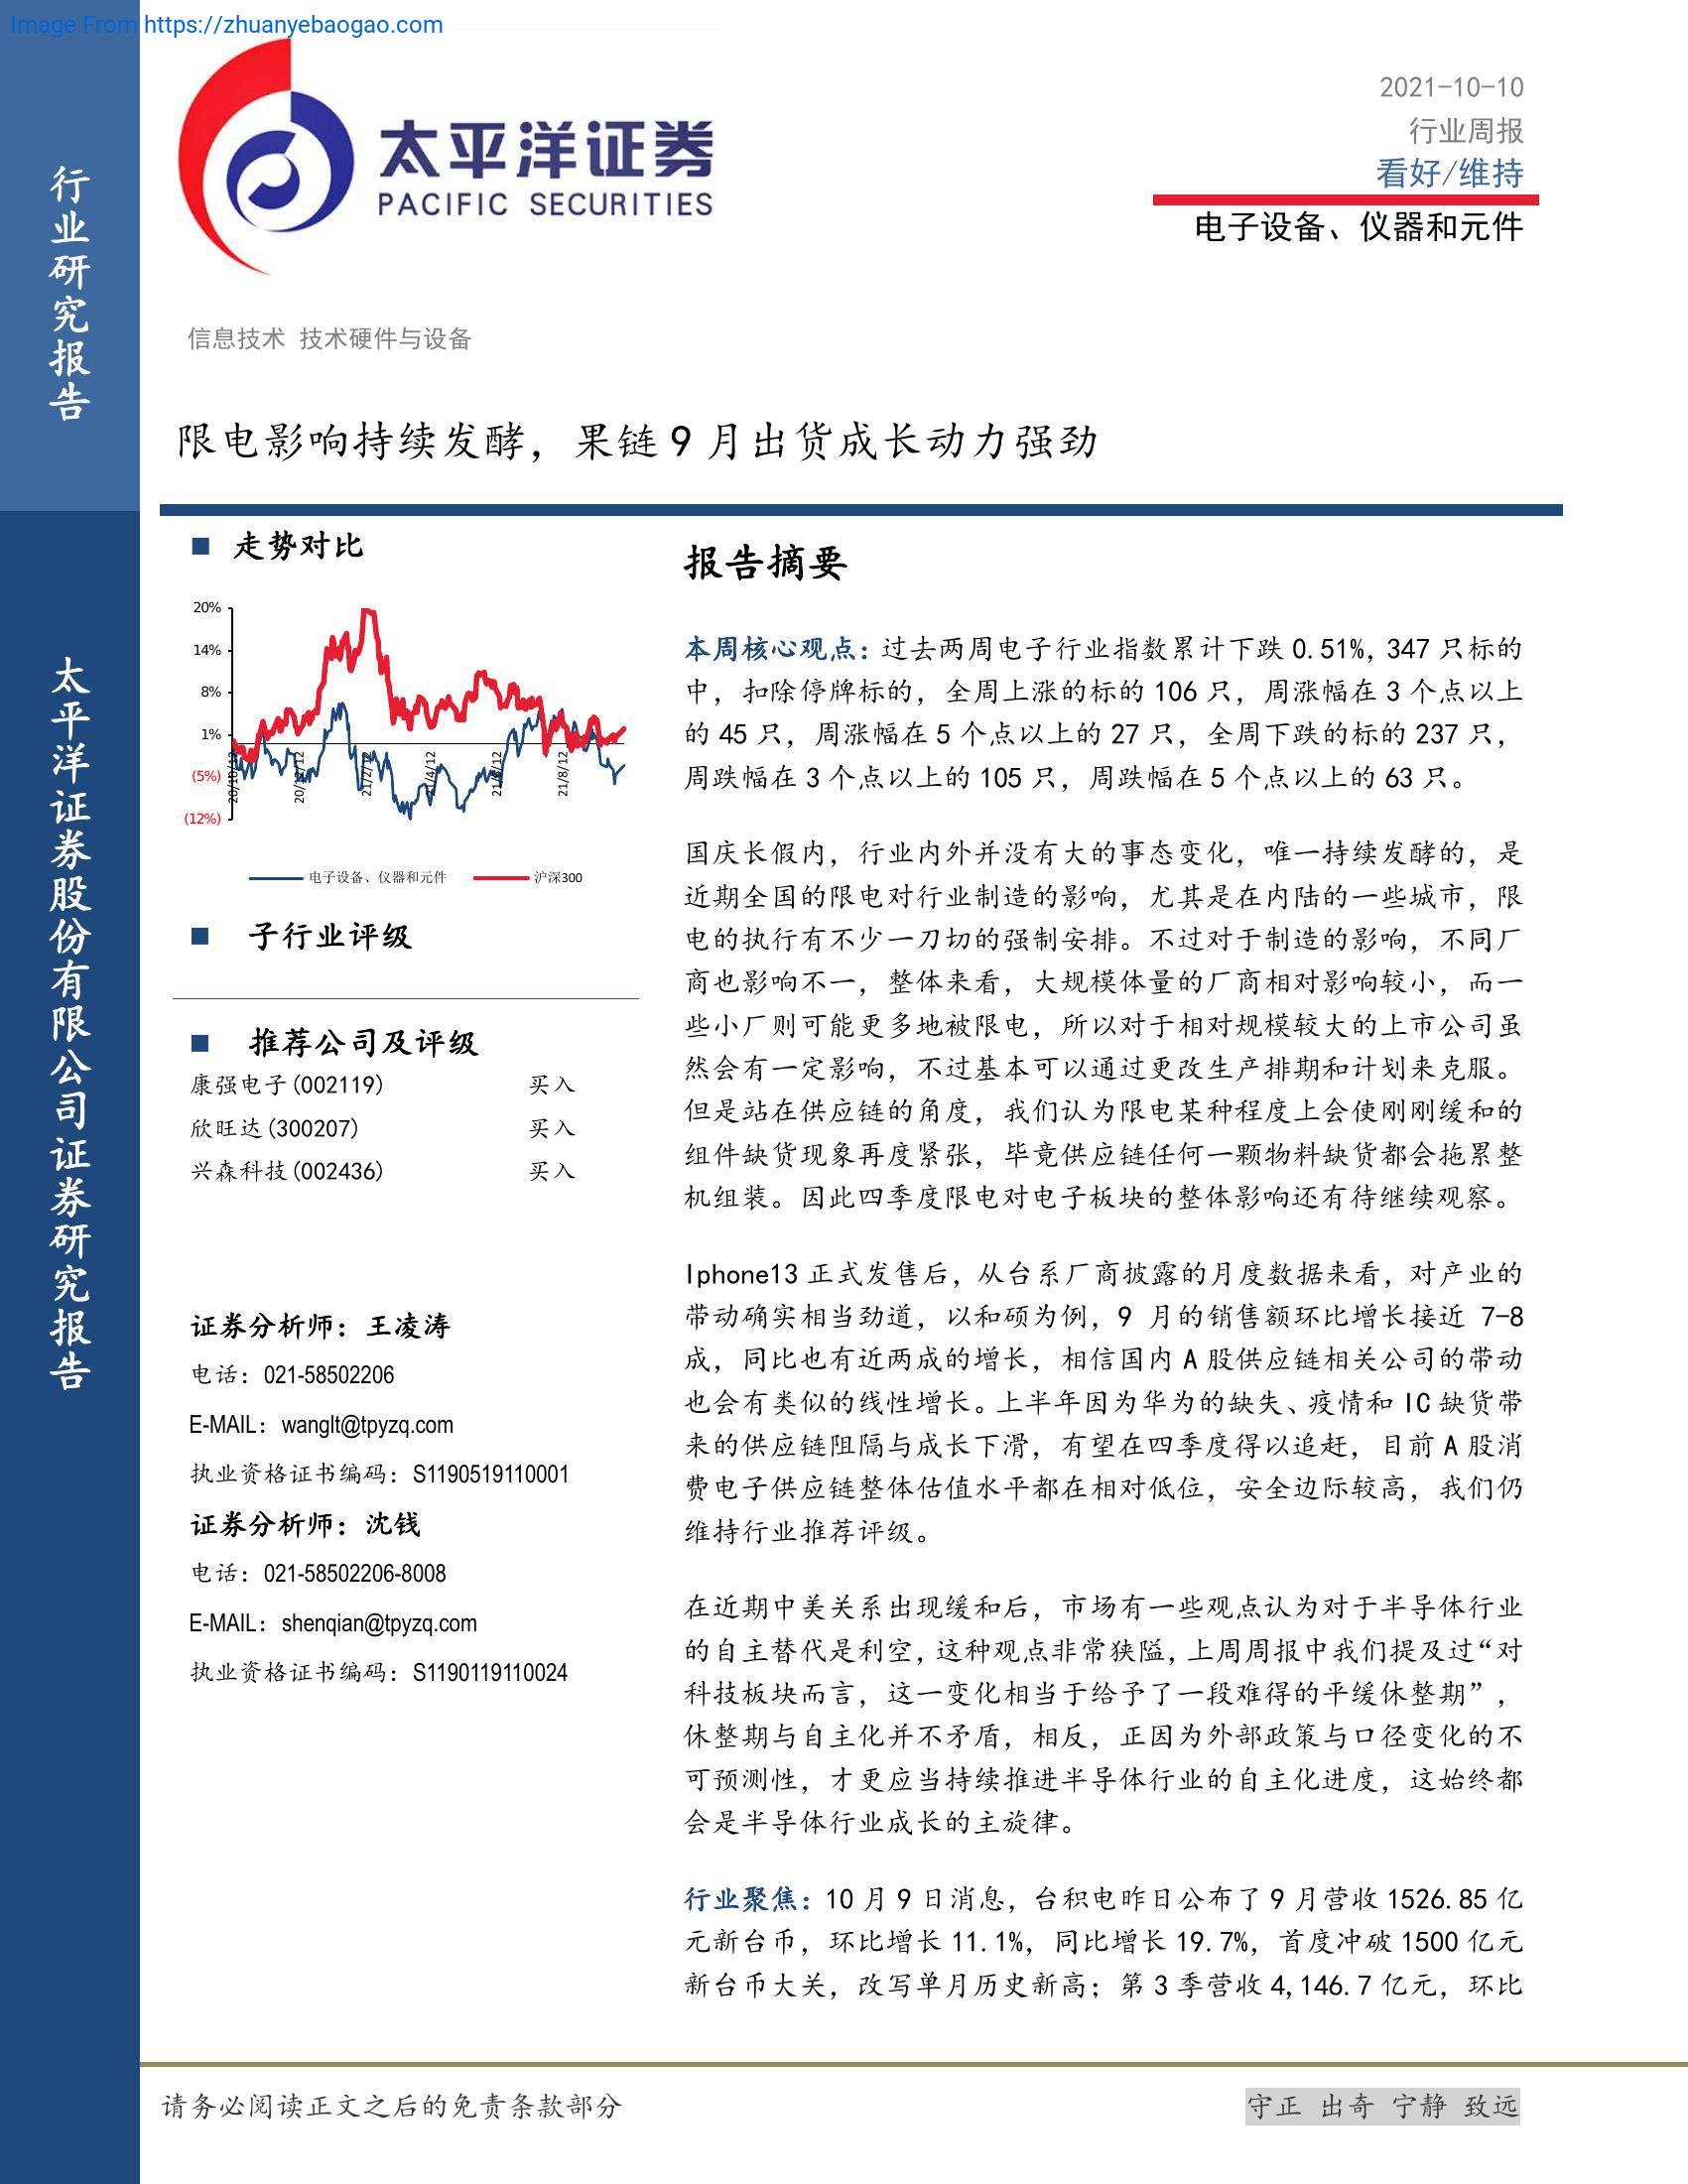 Image From https://zhuanyebaogao.com
行业研究报告
太平洋证券股份有限公司证券研究报告
太平洋证券
PACIFIC SECURITIES
2021-10-10
行业周报
看好/维持
电子设备、仪器和元件
信息技术 技术硬件与设备
限电影响持续发酵，果链 9 月出货成长动力强劲
■ 走势对比
20%
14%
8%
1%
(5%)
(12%)
20/10/12
20/12/12
21/2/12
21/4/12
21/6/12
21/8/12
电子设备、仪器和元件 沪深300
■ 子行业评级
■ 推荐公司及评级
康强电子(002119) 买入
欣旺达(300207) 买入
兴森科技(002436) 买入
证券分析师：王凌涛
电话：021-58502206
E-MAIL：wanglt@tpyzq.com
执业资格证书编码：S1190519110001
证券分析师：沈钱
电话：021-58502206-8008
E-MAIL：shenqian@tpyzq.com
执业资格证书编码：S1190119110024
报告摘要
本周核心观点：过去两周电子行业指数累计下跌 0.51%，347 只标的
中，扣除停牌标的，全周上涨的标的 106 只，周涨幅在 3 个点以上
的 45 只，周涨幅在 5 个点以上的 27 只，全周下跌的标的 237 只，
周跌幅在 3 个点以上的 105 只，周跌幅在 5 个点以上的 63 只。
国庆长假内，行业内外并没有大的事态变化，唯一持续发酵的，是
近期全国的限电对行业制造的影响，尤其是在内陆的一些城市，限
电的执行有不少一刀切的强制安排。不过对于制造的影响，不同厂
商也影响不一，整体来看，大规模体量的厂商相对影响较小，而一
些小厂则可能更多地被限电，所以对于相对规模较大的上市公司虽
然会有一定影响，不过基本可以通过更改生产排期和计划来克服。
但是站在供应链的角度，我们认为限电某种程度上会使刚刚缓和的
组件缺货现象再度紧张，毕竟供应链任何一颗物料缺货都会拖累整
机组装。因此四季度限电对电子板块的整体影响还有待继续观察。
Iphone13 正式发售后，从台系厂商披露的月度数据来看，对产业的
带动确实相当劲道，以和硕为例，9 月的销售额环比增长接近 7-8
成，同比也有近两成的增长，相信国内 A 股供应链相关公司的带动
也会有类似的线性增长。上半年因为华为的缺失、疫情和 IC 缺货带
来的供应链阻隔与成长下滑，有望在四季度得以追赶，目前 A 股消
费电子供应链整体估值水平都在相对低位，安全边际较高，我们仍
维持行业推荐评级。
在近期中美关系出现缓和后，市场有一些观点认为对于半导体行业
的自主替代是利空，这种观点非常狭隘，上周周报中我们提及过“对
科技板块而言，这一变化相当于给予了一段难得的平缓休整期”，
休整期与自主化并不矛盾，相反，正因为外部政策与口径变化的不
可预测性，才更应当持续推进半导体行业的自主化进度，这始终都
会是半导体行业成长的主旋律。
行业聚焦：10 月 9 日消息，台积电昨日公布了 9 月营收 1526.85 亿
元新台币，环比增长 11.1%，同比增长 19.7%，首度冲破 1500 亿元
新台币大关，改写单月历史新高；第 3 季营收 4,146.7 亿元，环比
请务必阅读正文之后的免责条款部分
守正 出奇 宁静 致远